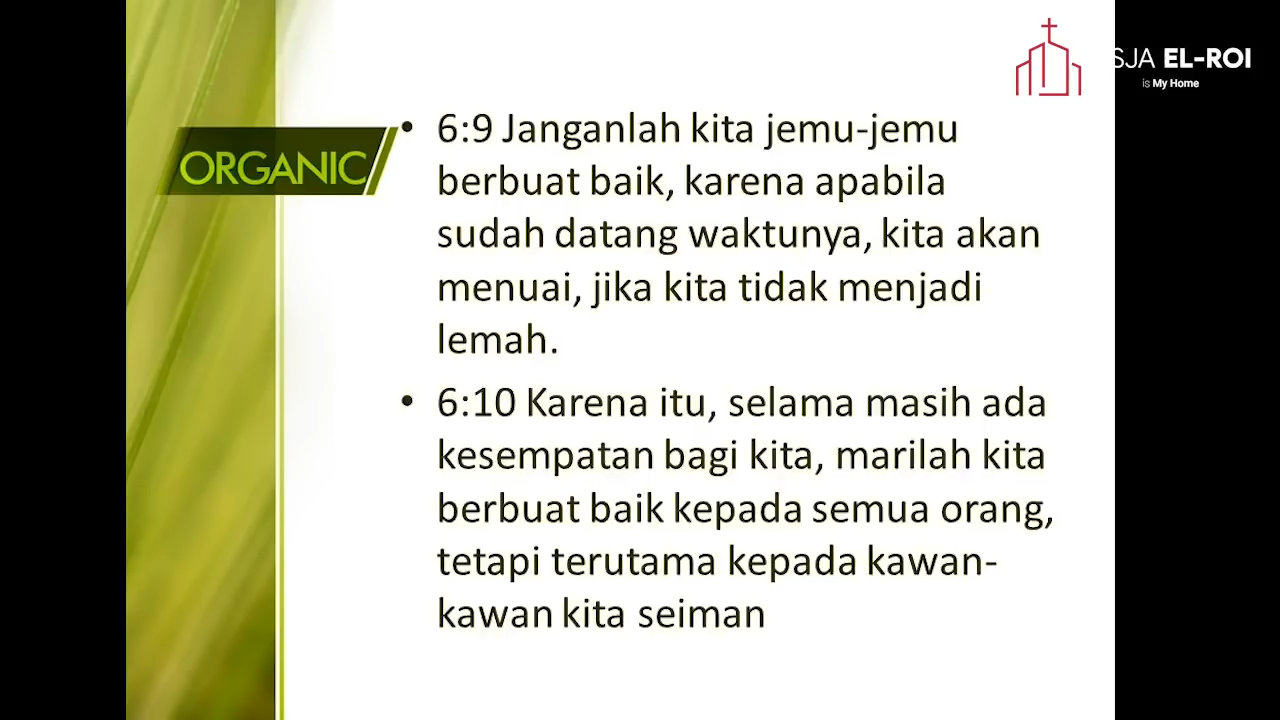 SJA EL-ROI
is My Home
ORGANIC
• 6:9 Janganlah kita jemu-jemu
berbuat baik, karena apabila
sudah datang waktunya, kita akan
menuai, jika kita tidak menjadi
lemah.
• 6:10 Karena itu, selama masih ada
kesempatan bagi kita, marilah kita
berbuat baik kepada semua orang,
tetapi terutama kepada kawan-
kawan kita seiman